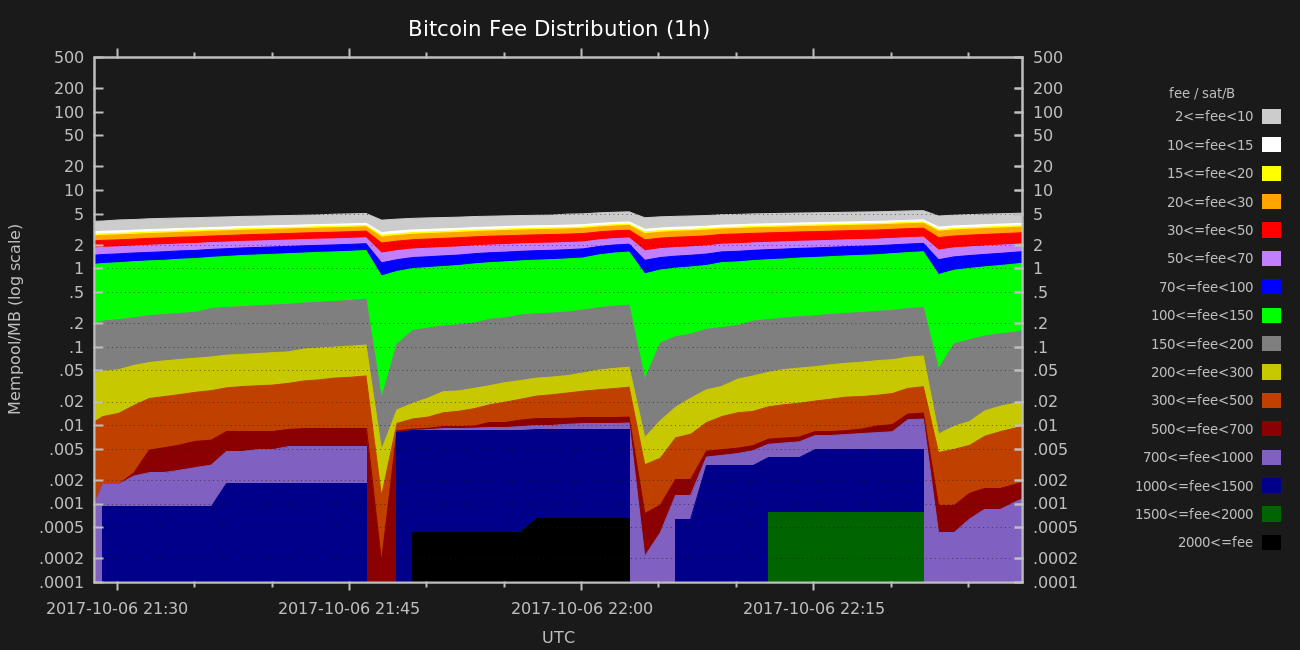 Bitcoin Fee Distribution (1h)
500 500
200 200
100 100
50 50
20 20
10 10
5 5
2 2
1 1
.5 .5
.2 .2
.1 .1
.05 .05
.02 .02
.01 .01
.005 .005
.002 .002
.001 .001
.0005 .0005
.0002 .0002
.0001 .0001
Mempool/MB (log scale)
2017-10-06 21:30 2017-10-06 21:45 2017-10-06 22:00 2017-10-06 22:15
UTC
fee / sat/B
2<=fee<10
10<=fee<15
15<=fee<20
20<=fee<30
30<=fee<50
50<=fee<70
70<=fee<100
100<=fee<150
150<=fee<200
200<=fee<300
300<=fee<500
500<=fee<700
700<=fee<1000
1000<=fee<1500
1500<=fee<2000
2000<=fee